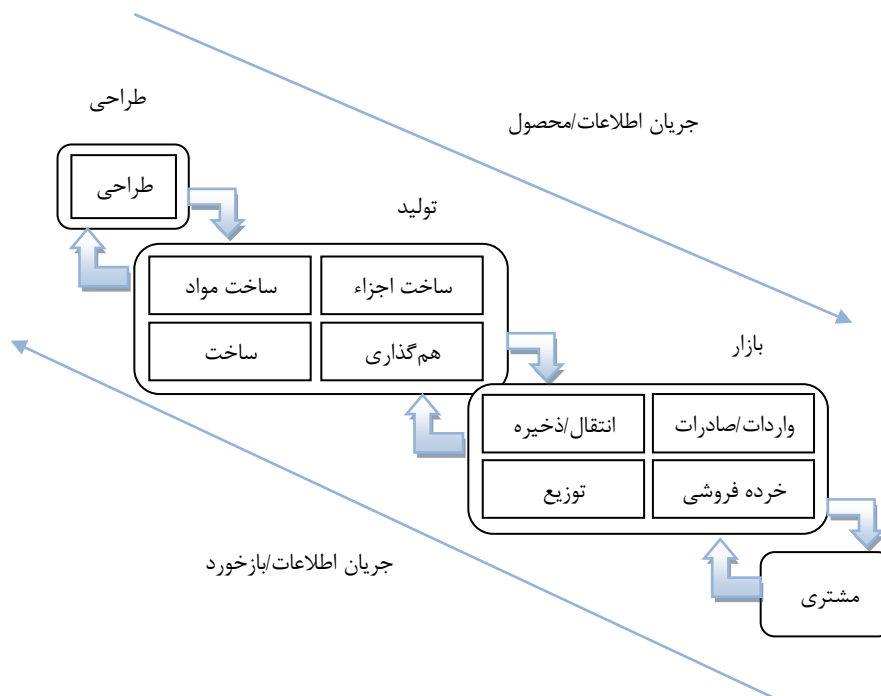 طراحی
جریان اطلاعات/محصول
طراحی
تولید
ساخت اجزاء
ساخت مواد
هم‌گذاری
ساخت
بازار
واردات/صادرات
انتقال/ذخیره
خرده فروشی
توزیع
جریان اطلاعات/بازخورد
مشتری